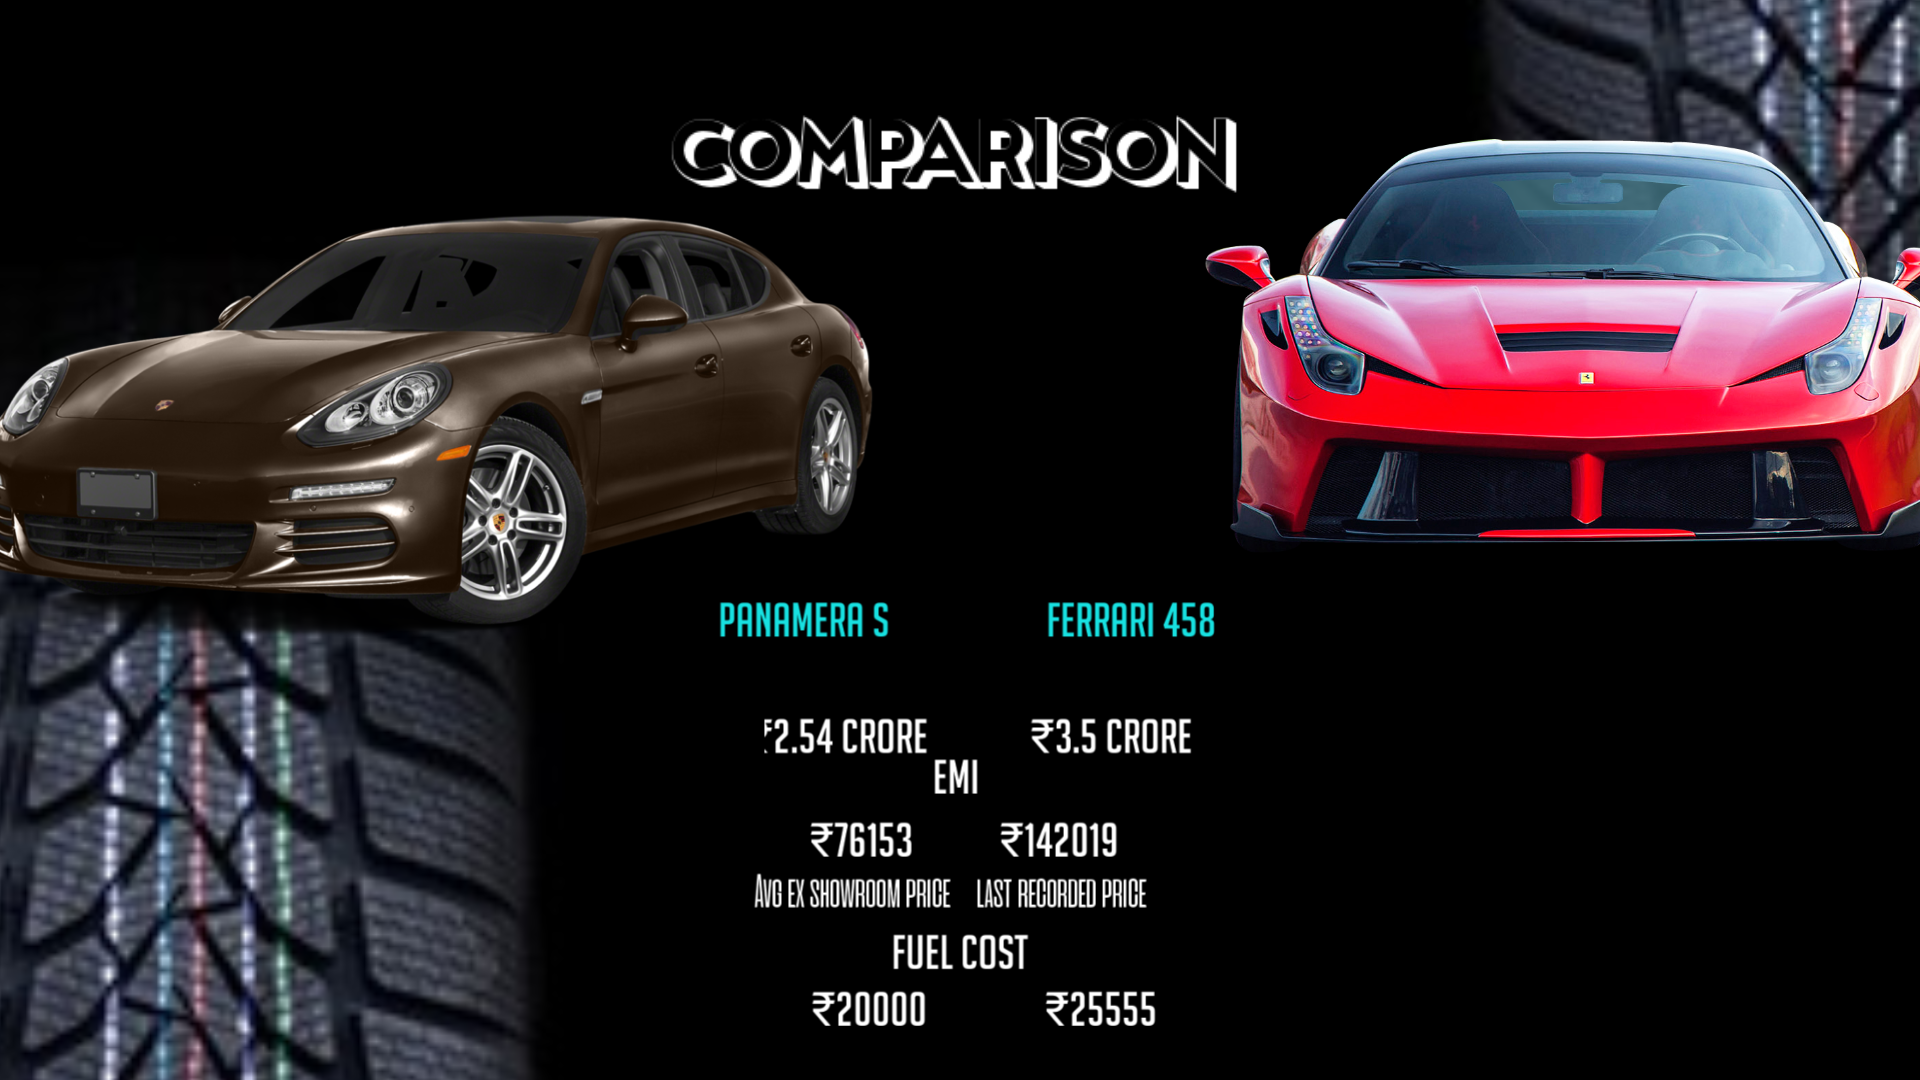 COMPARISON
PANAMERA S FERRARI 458
₹2.54 CRORE ₹3.5 CRORE
EMI
₹76153 ₹142019
AVG EX SHOWROOM PRICE LAST RECORDED PRICE
FUEL COST
₹20000 ₹25555